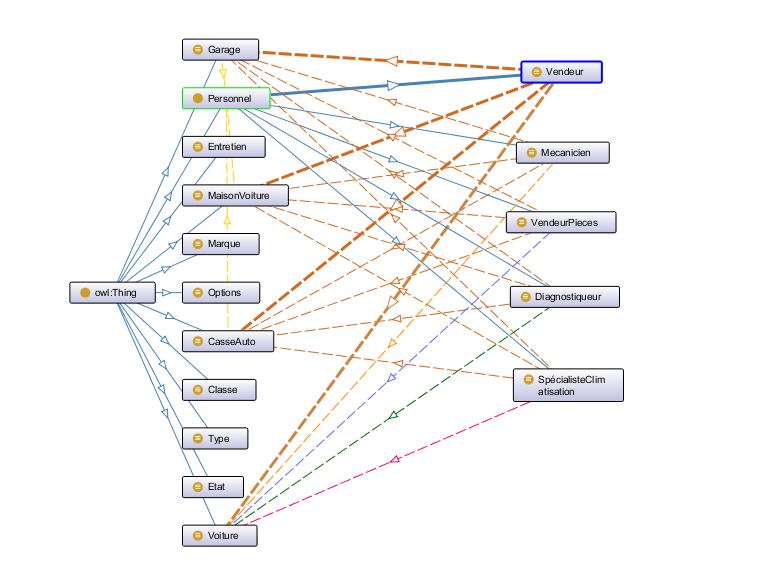 Garage
Vendeur
Personnel
Entretien
Mecanicien
MaisonVoiture
VendeurPieces
Marque
owl:Thing
Options
Diagnostiqueur
CasseAuto
SpécialisteClim
atisation
Classe
Type
Etat
Voiture